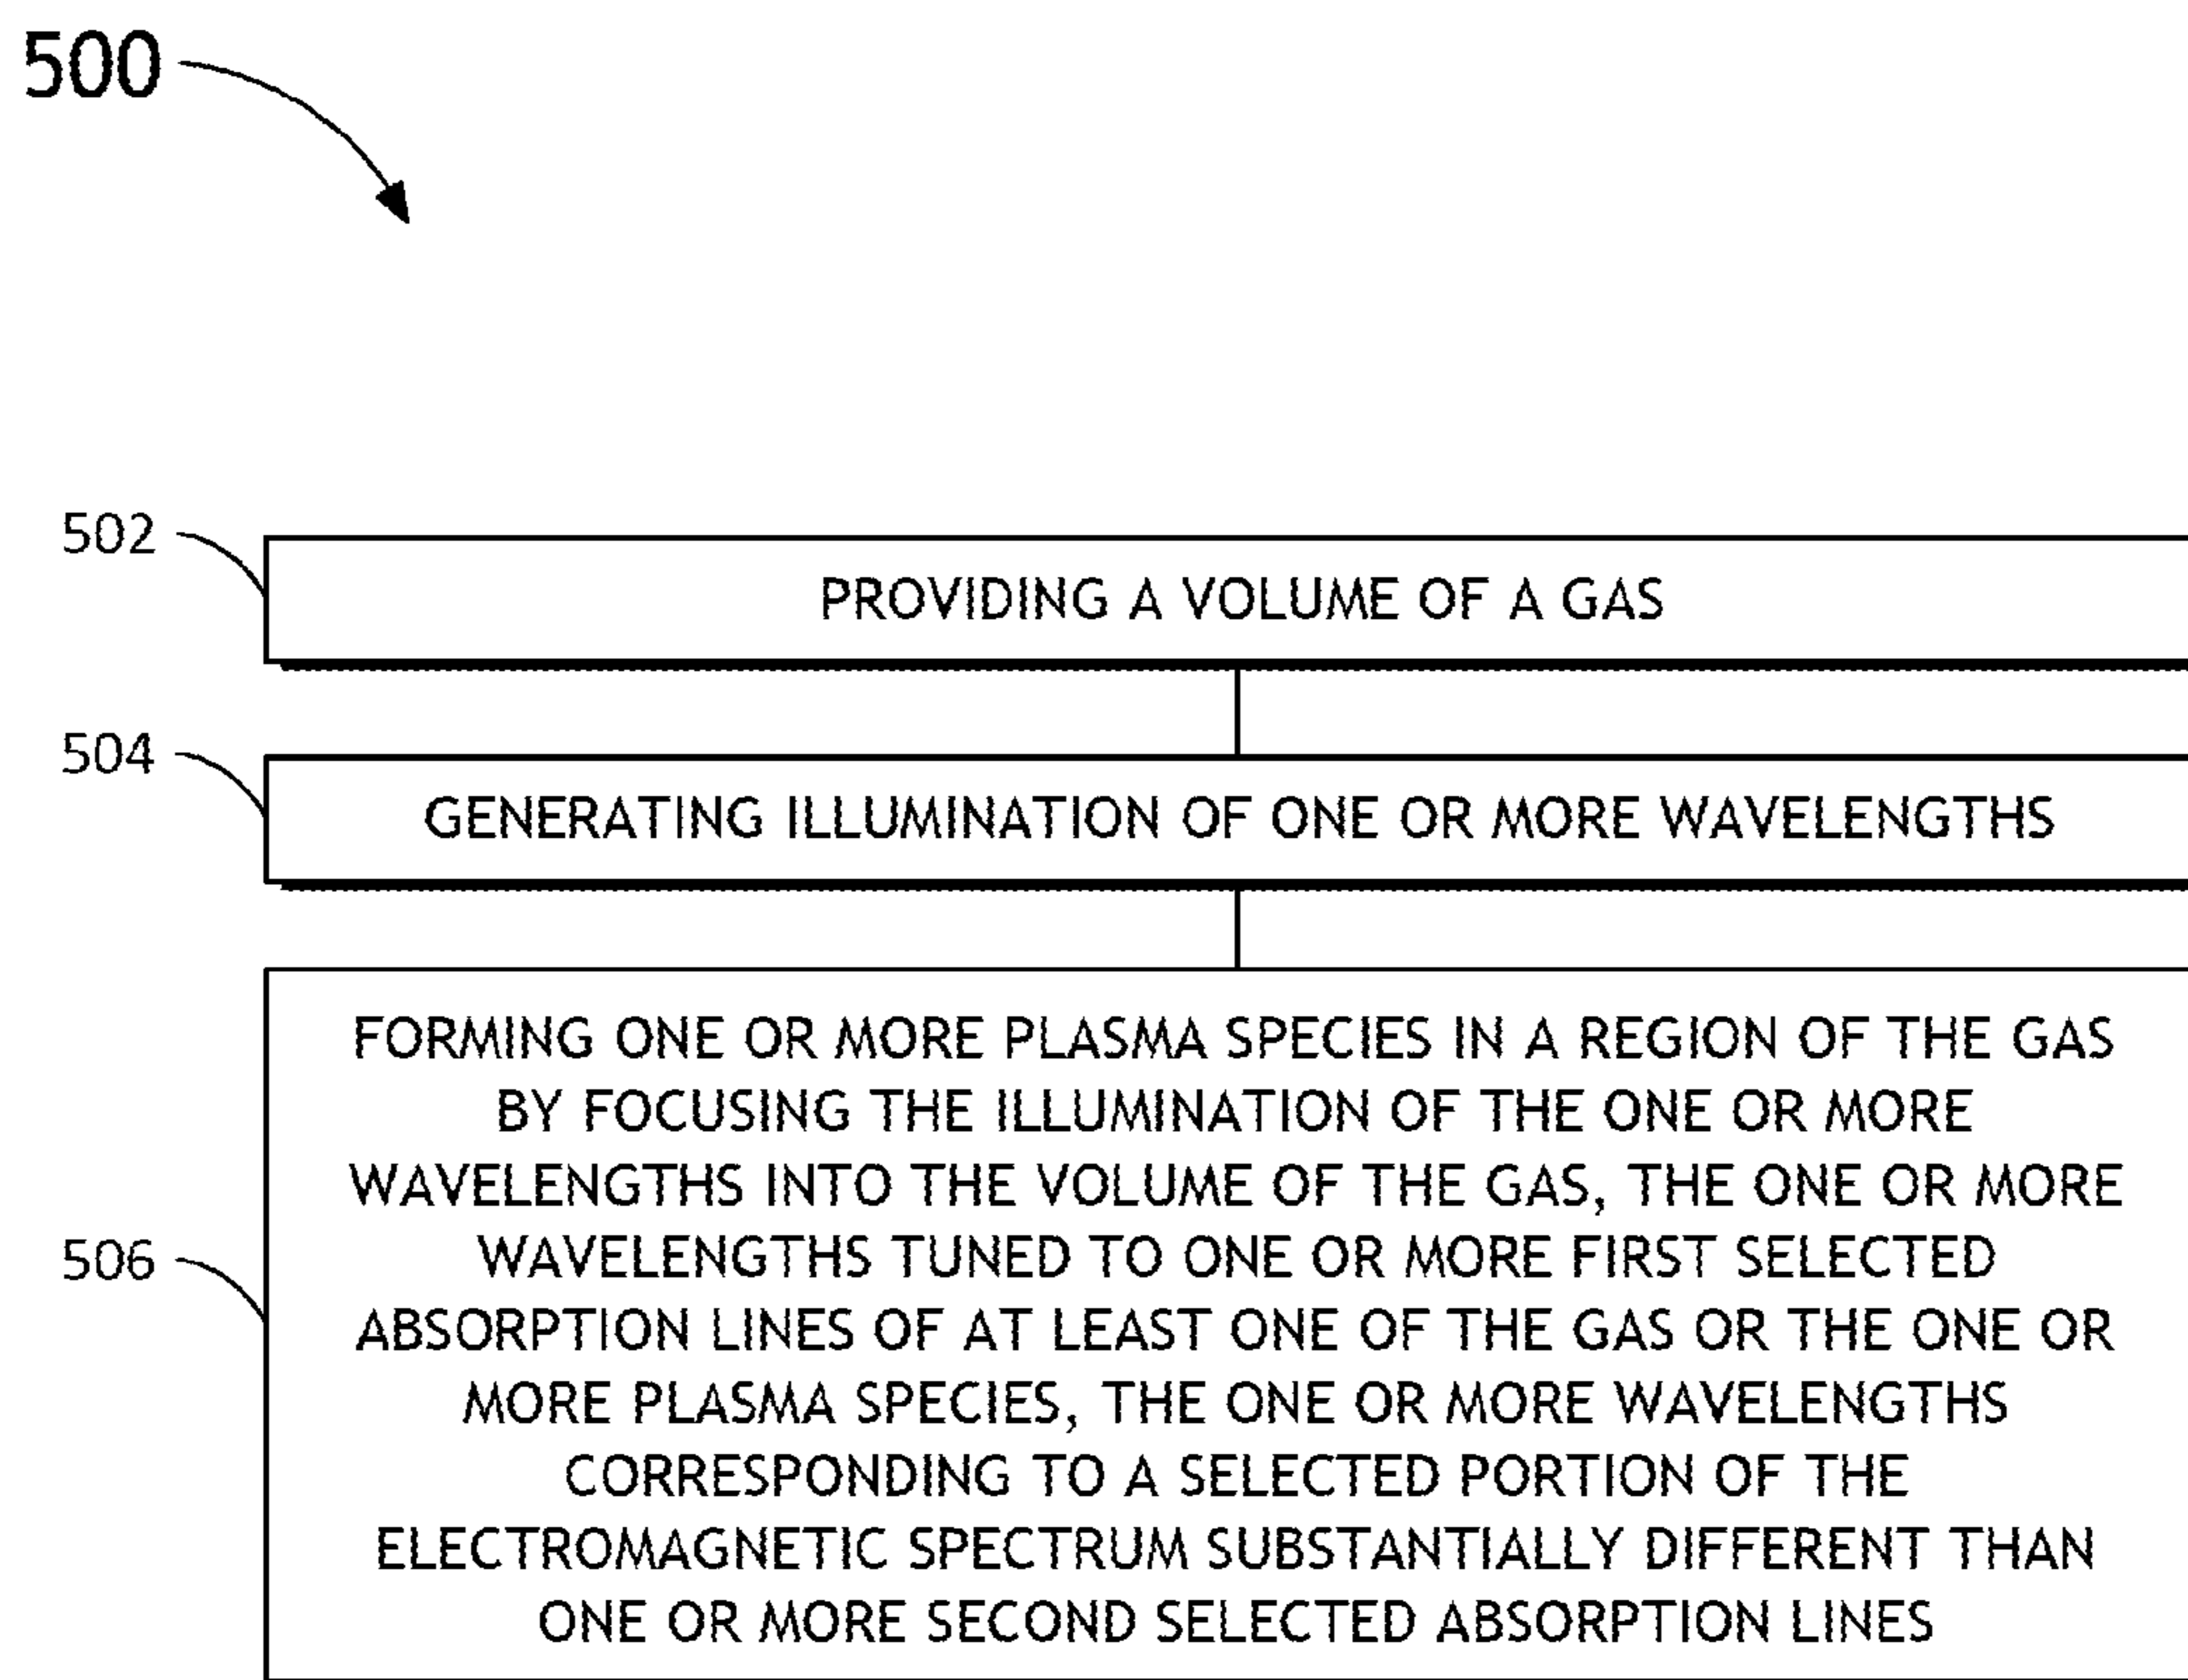 500
502
PROVIDING A VOLUME OF A GAS
504
GENERATING ILLUMINATION OF ONE OR MORE WAVELENGTHS
506
FORMING ONE OR MORE PLASMA SPECIES IN A REGION OF THE GAS
BY FOCUSING THE ILLUMINATION OF THE ONE OR MORE
WAVELENGTHS INTO THE VOLUME OF THE GAS, THE ONE OR MORE
WAVELENGTHS TUNED TO ONE OR MORE FIRST SELECTED
ABSORPTION LINES OF AT LEAST ONE OF THE GAS OR THE ONE OR
MORE PLASMA SPECIES, THE ONE OR MORE WAVELENGTHS
CORRESPONDING TO A SELECTED PORTION OF THE
ELECTROMAGNETIC SPECTRUM SUBSTANTIALLY DIFFERENT THAN
ONE OR MORE SECOND SELECTED ABSORPTION LINES